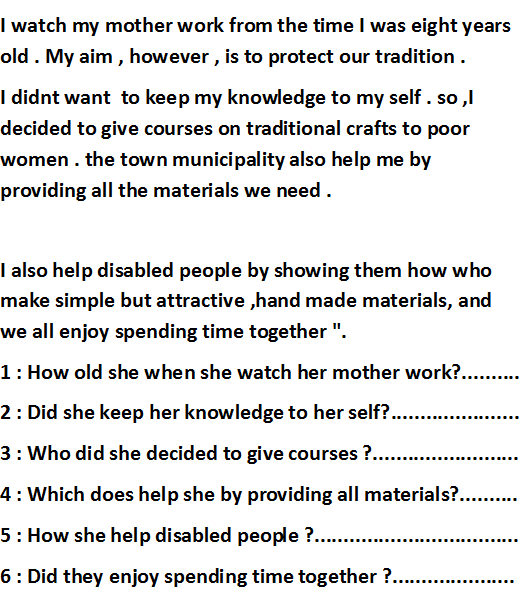 I watch my mother work from the time I was eight years
old . My aim , however , is to protect our tradition .
I didnt want  to keep my knowledge to my self . so ,I
decided to give courses on traditional crafts to poor
women . the town municipality also help me by
providing all the materials we need .
I also help disabled people by showing them how who
make simple but attractive ,hand made materials, and
we all enjoy spending time together ".
1 : How old she when she watch her mother work?..........
2 : Did she keep her knowledge to her self?......................
3 : Who did she decided to give courses ?.........................
4 : Which does help she by providing all materials?..........
5 : How she help disabled people ?...................................
6 : Did they enjoy spending time together ?.....................